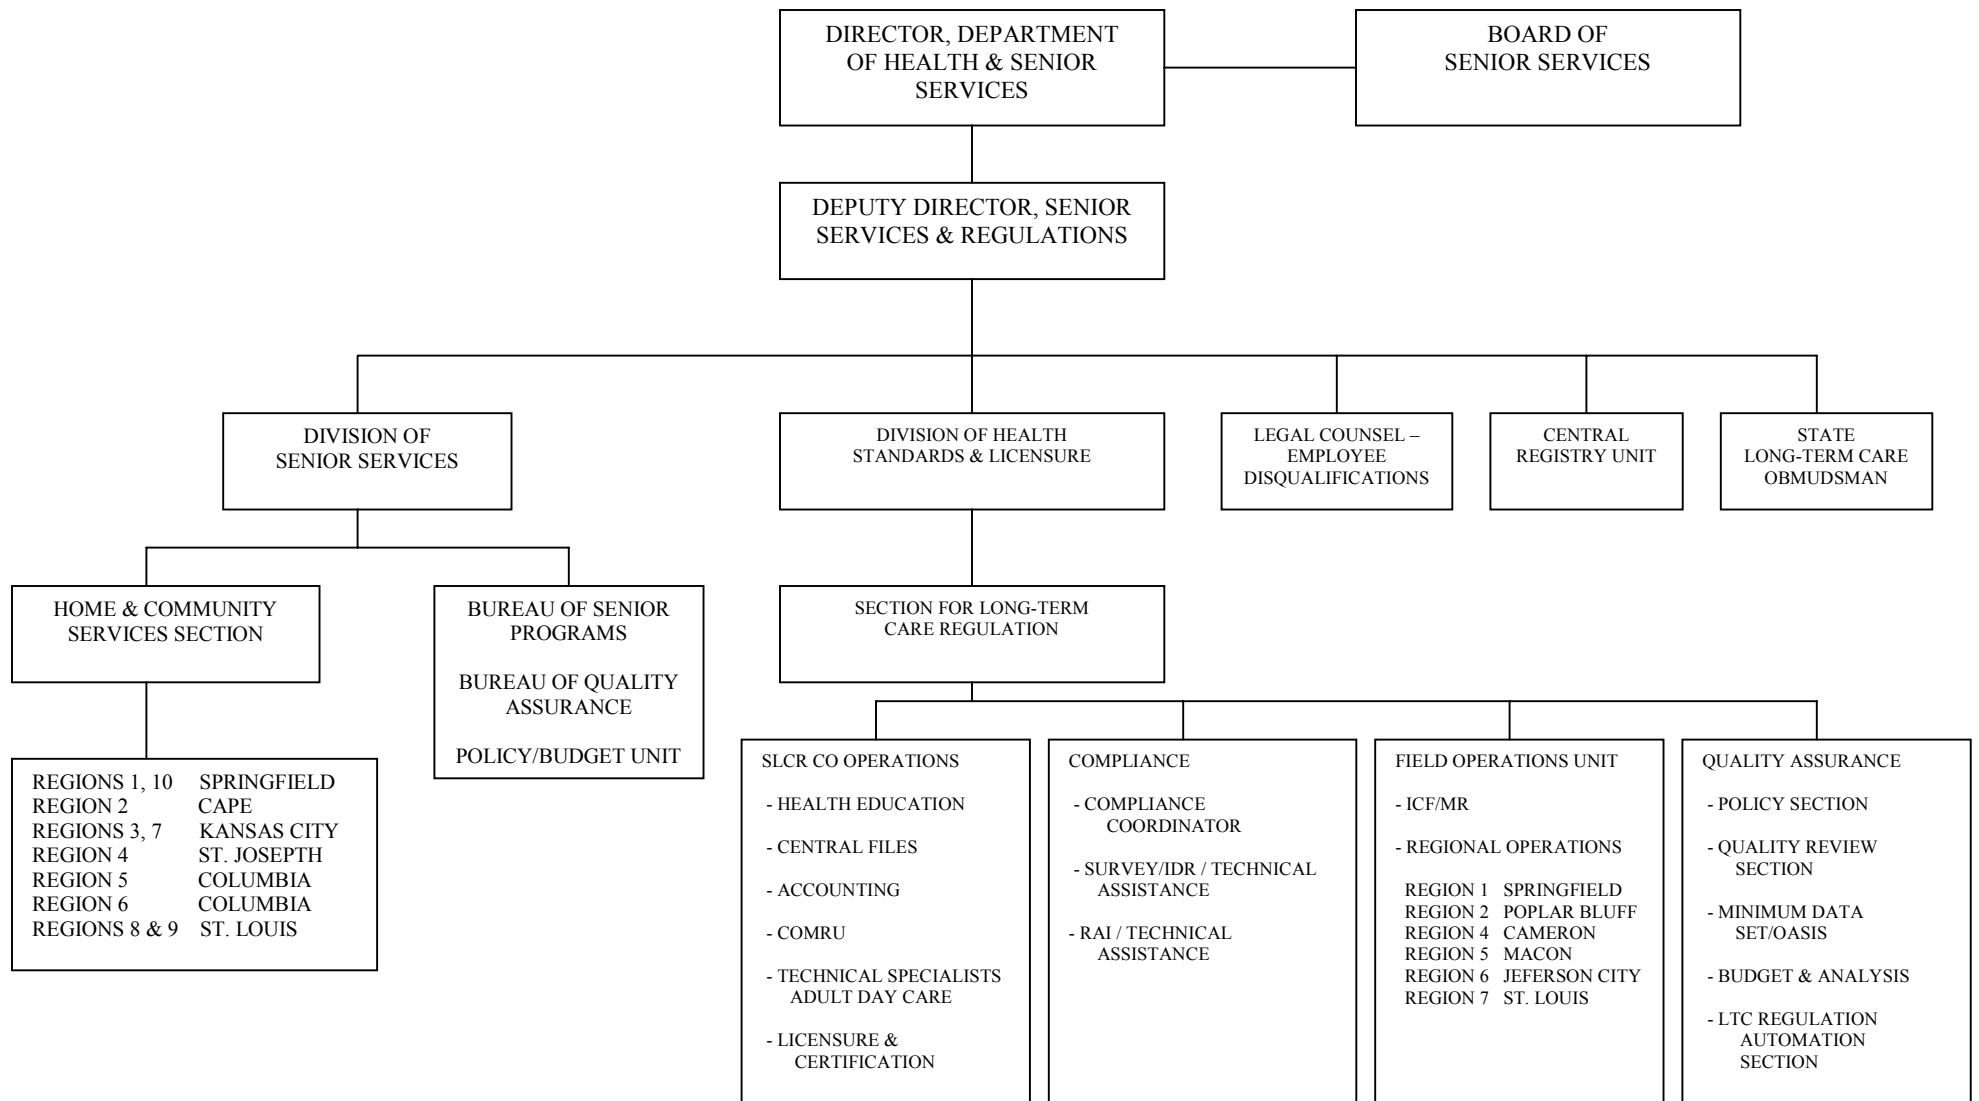 DIRECTOR, DEPARTMENT
OF HEALTH & SENIOR
SERVICES
BOARD OF
SENIOR SERVICES
DEPUTY DIRECTOR, SENIOR
SERVICES & REGULATIONS
DIVISION OF
SENIOR SERVICES
DIVISION OF HEALTH
STANDARDS & LICENSURE
LEGAL COUNSEL –
EMPLOYEE
DISQUALIFICATIONS
CENTRAL
REGISTRY UNIT
STATE
LONG-TERM CARE
OBMUDSMAN
HOME & COMMUNITY
SERVICES SECTION
BUREAU OF SENIOR
PROGRAMS
BUREAU OF QUALITY
ASSURANCE
POLICY/BUDGET UNIT
SECTION FOR LONG-TERM
CARE REGULATION
REGIONS 1, 10 SPRINGFIELD
REGION 2 CAPE
REGIONS 3, 7 KANSAS CITY
REGION 4 ST. JOSEPTH
REGION 5 COLUMBIA
REGION 6 COLUMBIA
REGIONS 8 & 9 ST. LOUIS
SLCR CO OPERATIONS
- HEALTH EDUCATION
- CENTRAL FILES
- ACCOUNTING
- COMRU
- TECHNICAL SPECIALISTS
ADULT DAY CARE
- LICENSURE &
CERTIFICATION
COMPLIANCE
- COMPLIANCE
COORDINATOR
- SURVEY/IDR / TECHNICAL
ASSISTANCE
- RAI / TECHNICAL
ASSISTANCE
FIELD OPERATIONS UNIT
- ICF/MR
- REGIONAL OPERATIONS
REGION 1 SPRINGFIELD
REGION 2 POPLAR BLUFF
REGION 4 CAMERON
REGION 5 MACON
REGION 6 JEFERSON CITY
REGION 7 ST. LOUIS
QUALITY ASSURANCE
- POLICY SECTION
- QUALITY REVIEW
SECTION
- MINIMUM DATA
SET/OASIS
- BUDGET & ANALYSIS
- LTC REGULATION
AUTOMATION
SECTION